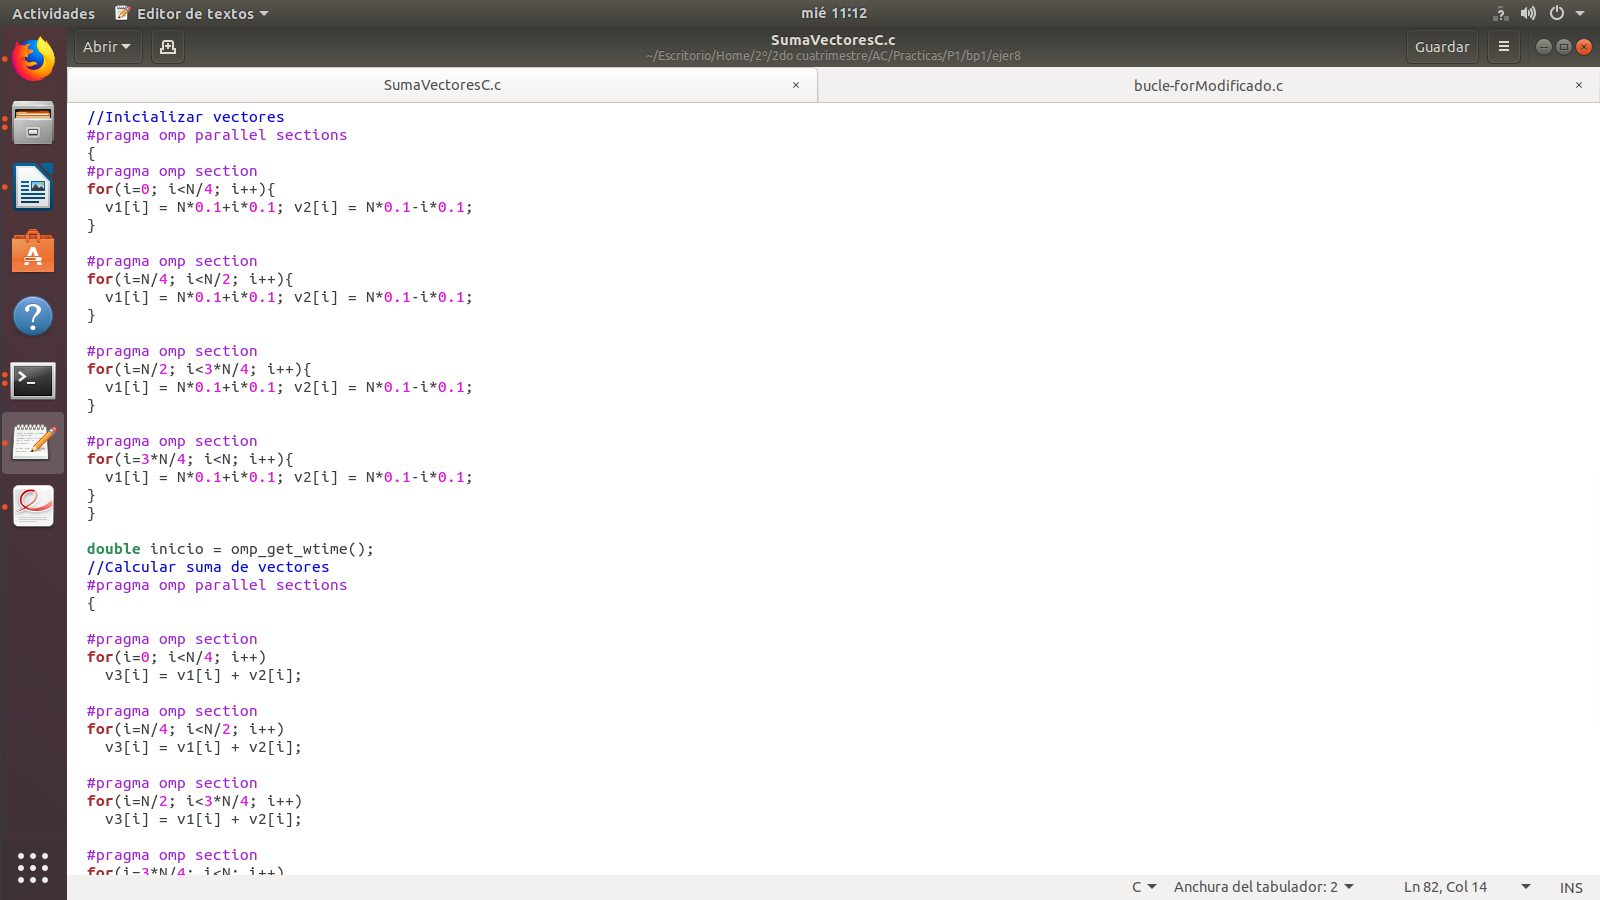 Actividades
Editor de textos
mié 11:12
Abrir
SumaVectoresC.c
~/Escritorio/Home/2º/2do cuatrimestre/AC/Practicas/P1/bp1/ejer8
Guardar
SumaVectoresC.c ×
bucle-forModificado.c ×
//Inicializar vectores
#pragma omp parallel sections
{
#pragma omp section
for(i=0; i<N/4; i++){
  v1[i] = N*0.1+i*0.1; v2[i] = N*0.1-i*0.1;
}

#pragma omp section
for(i=N/4; i<N/2; i++){
  v1[i] = N*0.1+i*0.1; v2[i] = N*0.1-i*0.1;
}

#pragma omp section
for(i=N/2; i<3*N/4; i++){
  v1[i] = N*0.1+i*0.1; v2[i] = N*0.1-i*0.1;
}

#pragma omp section
for(i=3*N/4; i<N; i++){
  v1[i] = N*0.1+i*0.1; v2[i] = N*0.1-i*0.1;
}
}

double inicio = omp_get_wtime();
//Calcular suma de vectores
#pragma omp parallel sections
{

#pragma omp section
for(i=0; i<N/4; i++)
  v3[i] = v1[i] + v2[i];

#pragma omp section
for(i=N/4; i<N/2; i++)
  v3[i] = v1[i] + v2[i];

#pragma omp section
for(i=N/2; i<3*N/4; i++)
  v3[i] = v1[i] + v2[i];

#pragma omp section
for(i=3*N/4; i<N; i++)
C
Anchura del tabulador: 2
Ln 82, Col 14
INS